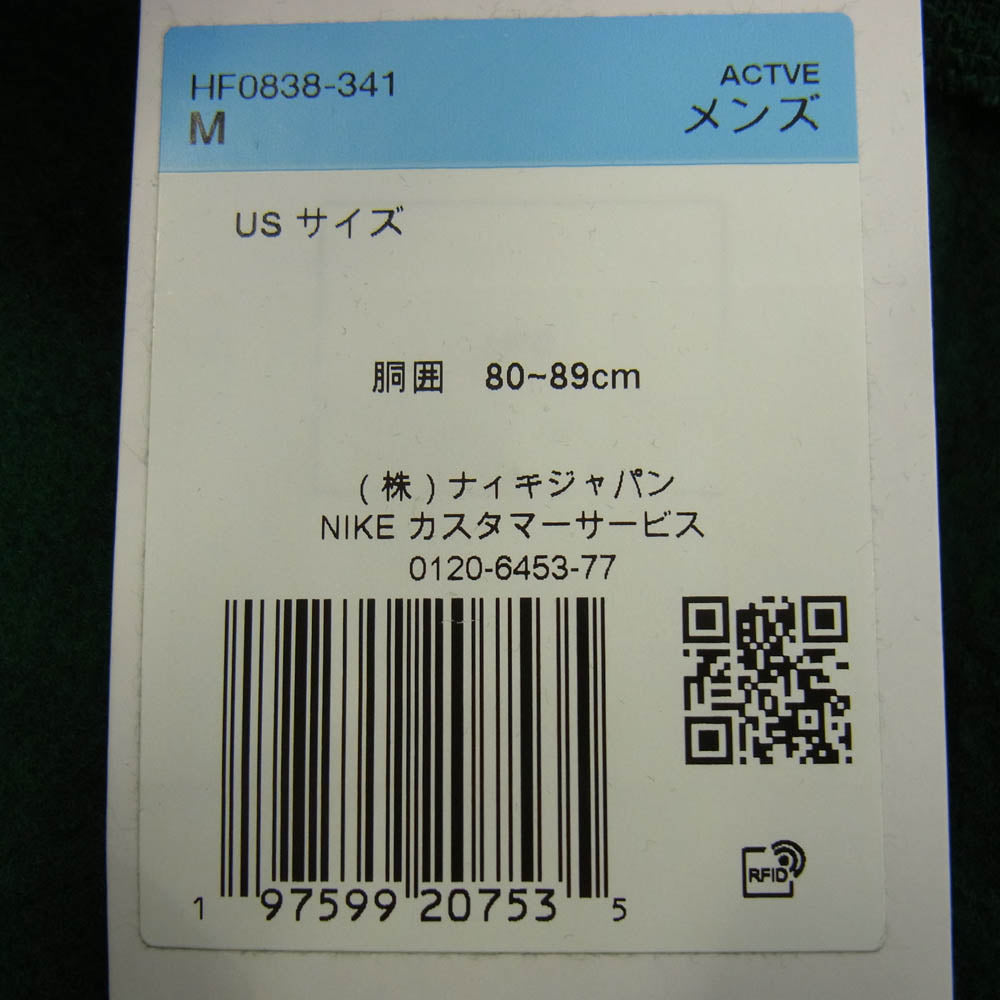 HF0838-341
M
ACTVE
メンズ
US サイズ
胴囲 80~89cm
(株)ナイキジャパン
NIKE カスタマーサービス
0120-6453-77
1 97599 20753 5
RFID